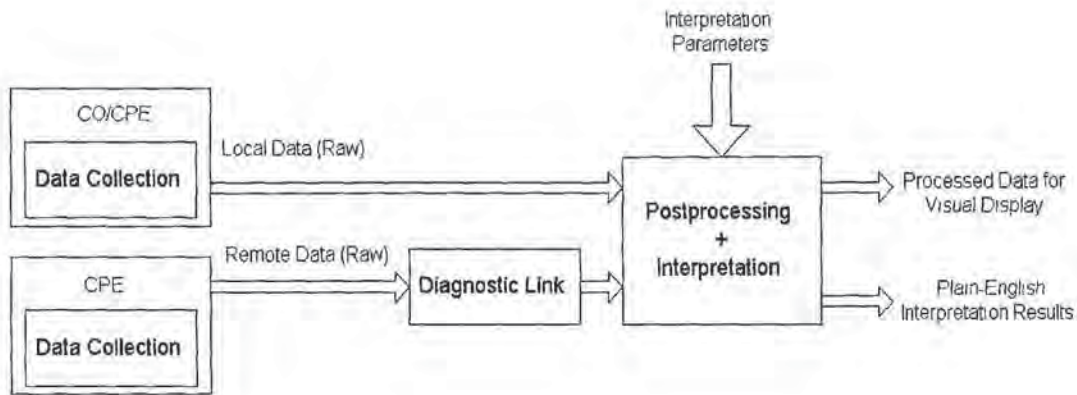 Interpretation
Parameters
CO/CPE
Data Collection
Local Data (Raw)
Postprocessing
+
Interpretation
Processed Data for
Visual Display
CPE
Data Collection
Remote Data (Raw)
Diagnostic Link
Plain-English
Interpretation Results